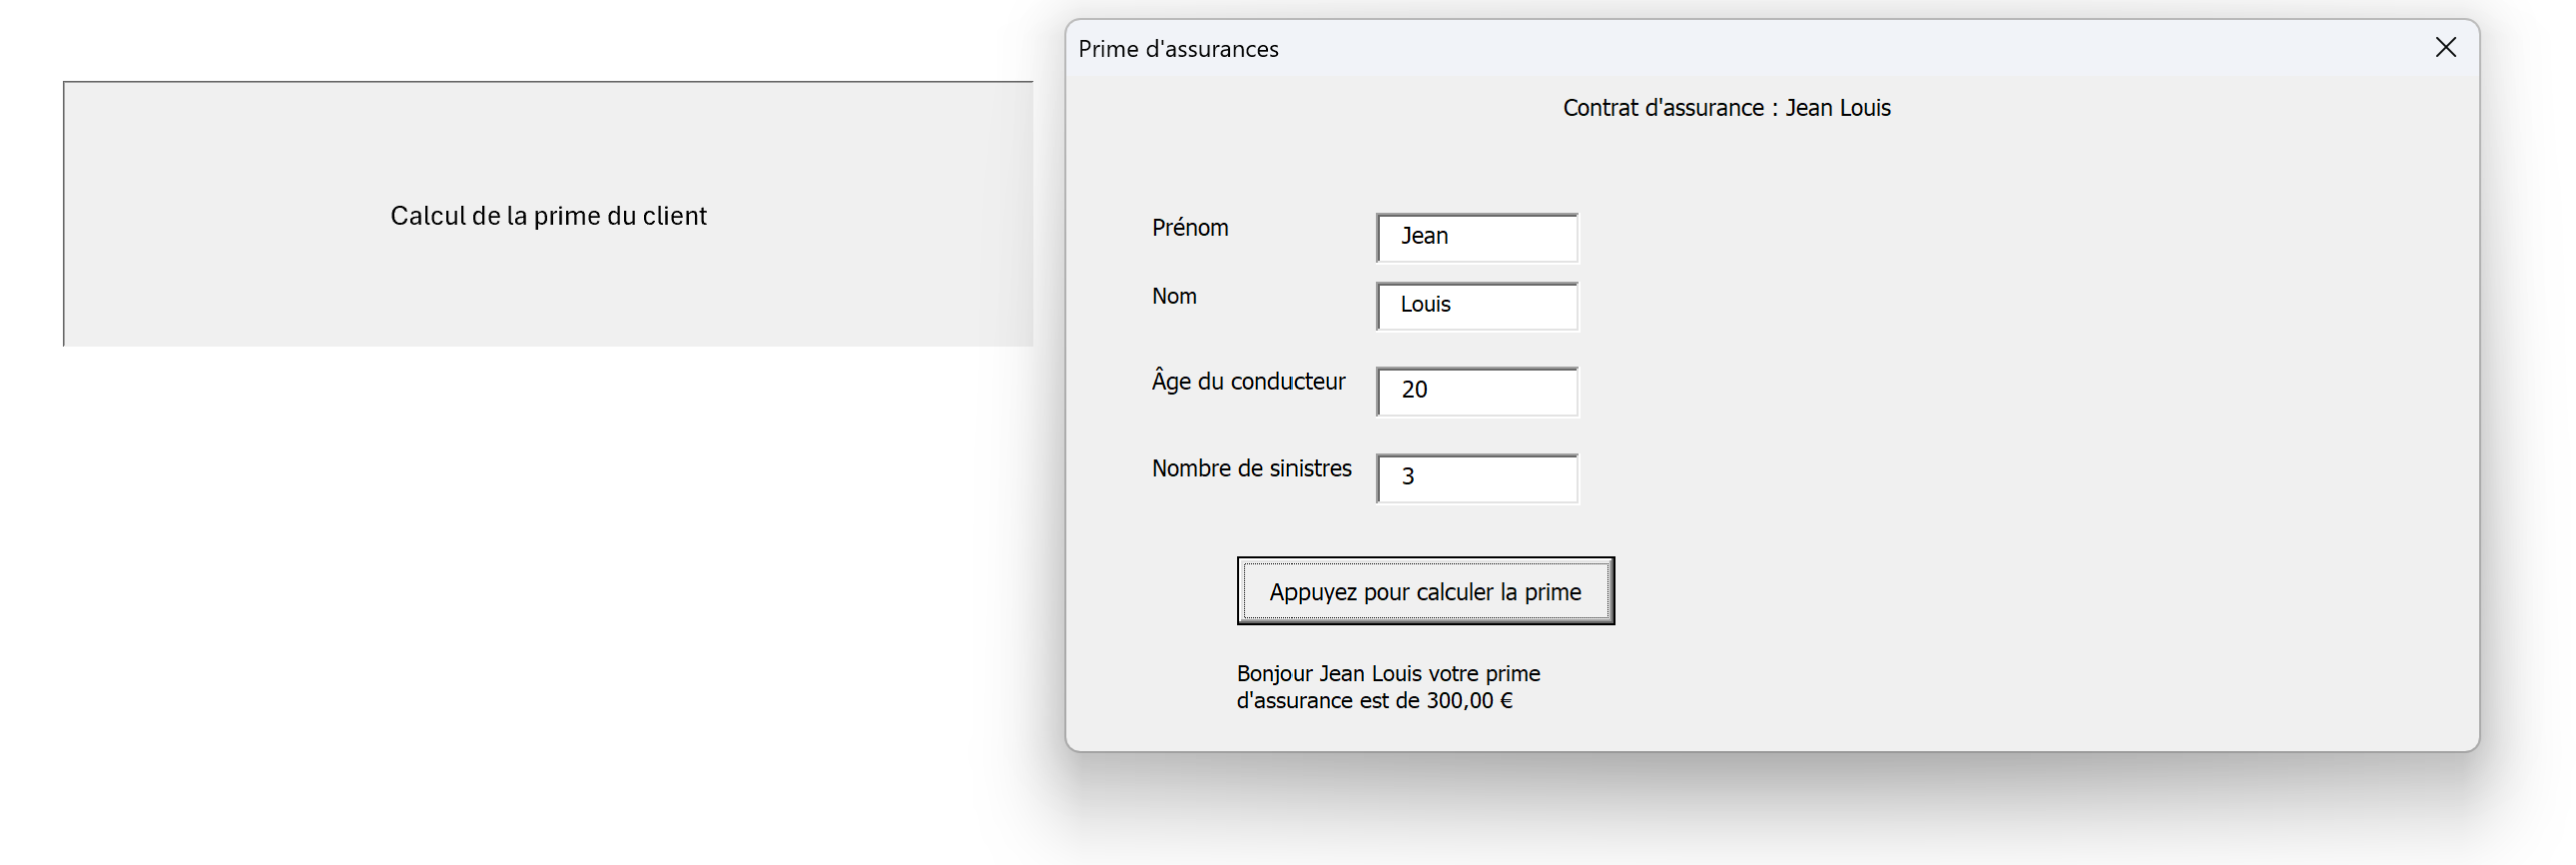 Calcul de la prime du client
Prime d'assurances
Contrat d'assurance : Jean Louis
Prénom
Jean
Nom
Louis
Âge du conducteur
20
Nombre de sinistres
3
Appuyez pour calculer la prime
Bonjour Jean Louis votre prime
d'assurance est de 300,00 €